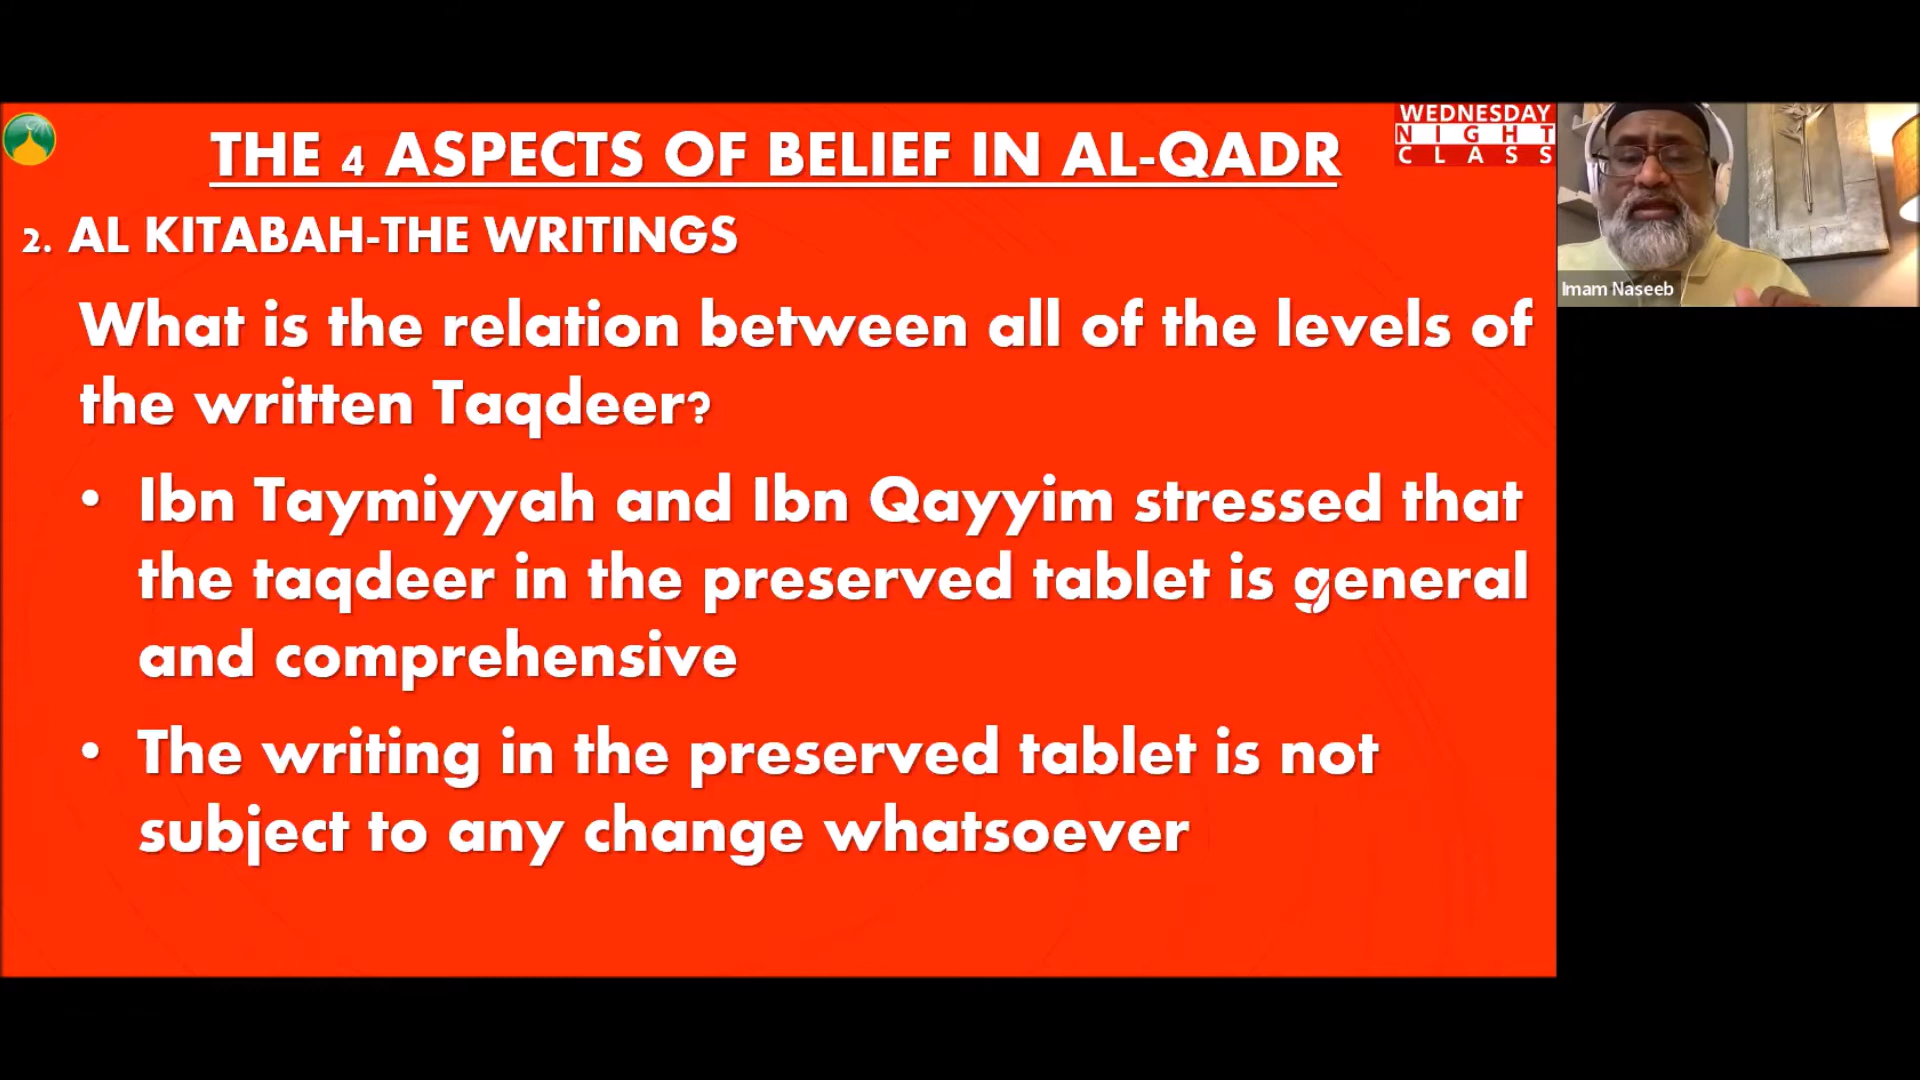 THE 4 ASPECTS OF BELIEF IN AL-QADR
WEDNESDAY
NIGHT
CLASS
2. AL KITABAH-THE WRITINGS
What is the relation between all of the levels of
the written Taqdeer?
• Ibn Taymiyyah and Ibn Qayyim stressed that
the taqdeer in the preserved tablet is general
and comprehensive
• The writing in the preserved tablet is not
subject to any change whatsoever
Imam Naseeb